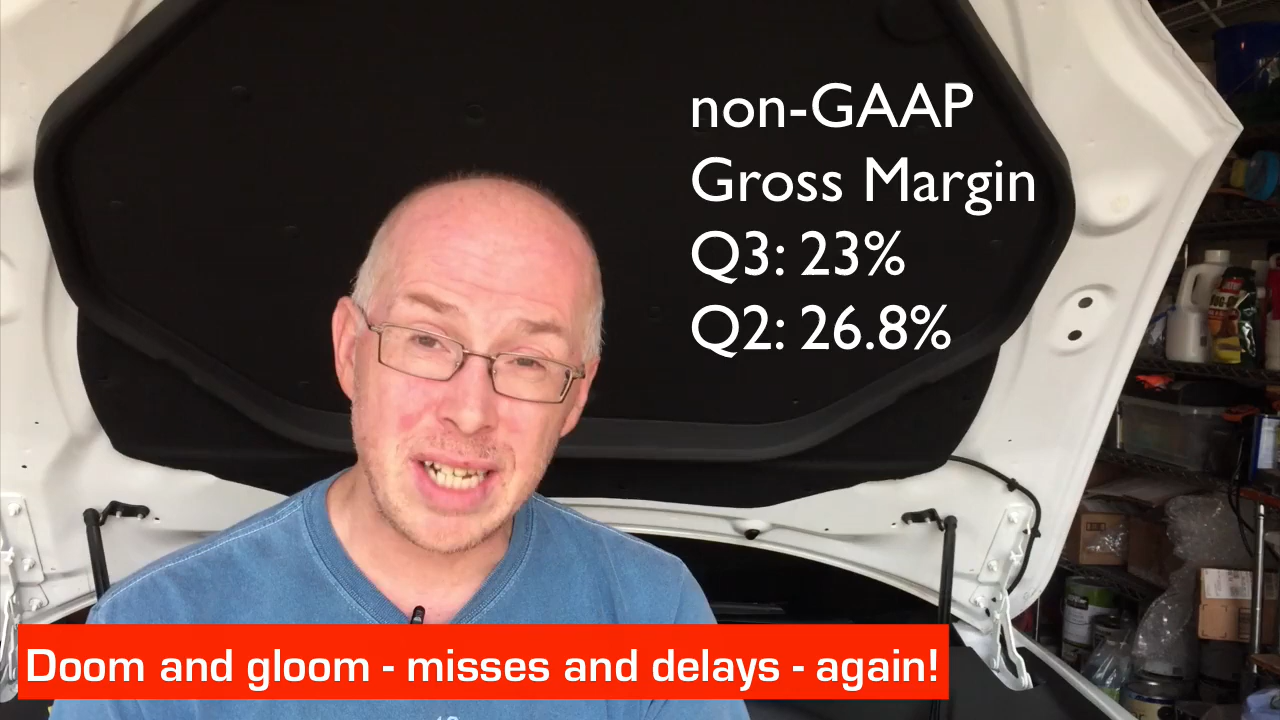 non-GAAP
Gross Margin
Q3: 23%
Q2: 26.8%
Doom and gloom - misses and delays - again!